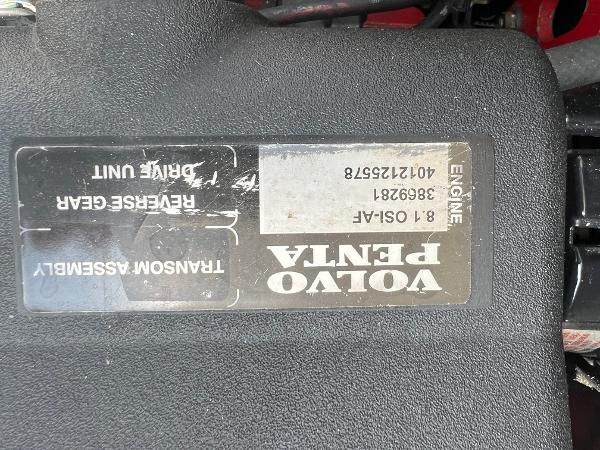 VOLVO
PENTA
ENGINE
8.1 OSI-AF
3869281
4012125578
TRANSOM ASSEMBLY
REVERSE GEAR
DRIVE UNIT